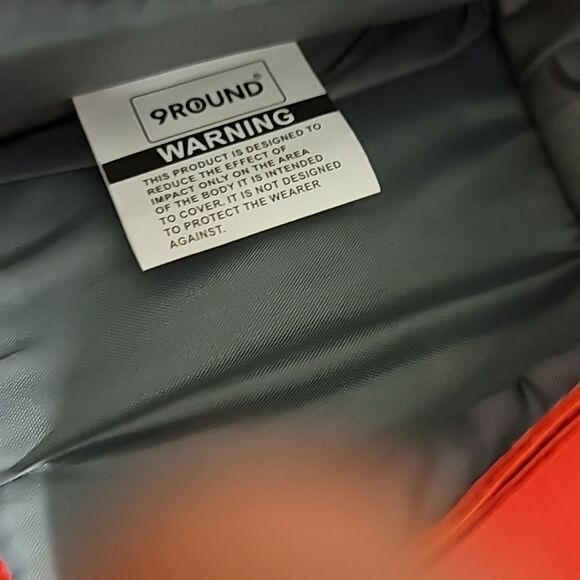 9ROUND®
WARNING
THIS PRODUCT IS DESIGNED TO
REDUCE THE EFFECT OF
IMPACT ONLY ON THE AREA
OF THE BODY IT IS INTENDED
TO COVER. IT IS NOT DESIGNED
TO PROTECT THE WEARER
AGAINST.